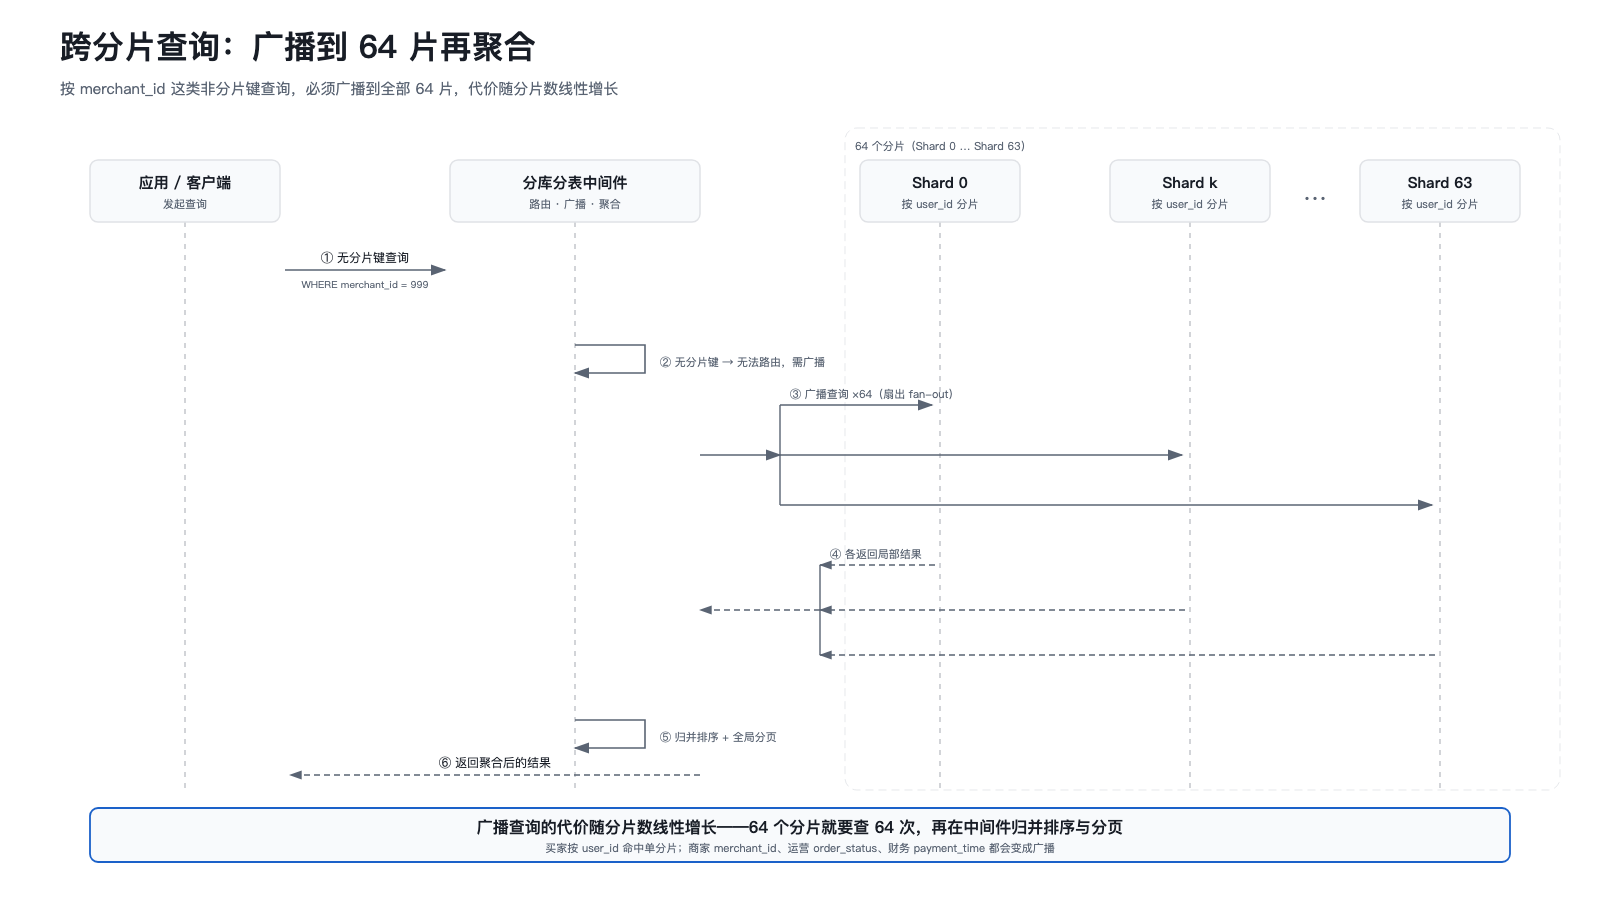 跨分片查询：广播到 64 片再聚合
按 merchant_id 这类非分片键查询，必须广播到全部 64 片，代价随分片数线性增长
64 个分片（Shard 0 … Shard 63）
应用 / 客户端
发起查询
分库分表中间件
路由 · 广播 · 聚合
Shard 0
按 user_id 分片
Shard k
按 user_id 分片
…
Shard 63
按 user_id 分片
① 无分片键查询
WHERE merchant_id = 999
② 无分片键 → 无法路由，需广播
③ 广播查询 ×64（扇出 fan-out）
④ 各返回局部结果
⑤ 归并排序 + 全局分页
⑥ 返回聚合后的结果
广播查询的代价随分片数线性增长——64 个分片就要查 64 次，再在中间件归并排序与分页
买家按 user_id 命中单分片；商家 merchant_id、运营 order_status、财务 payment_time 都会变成广播